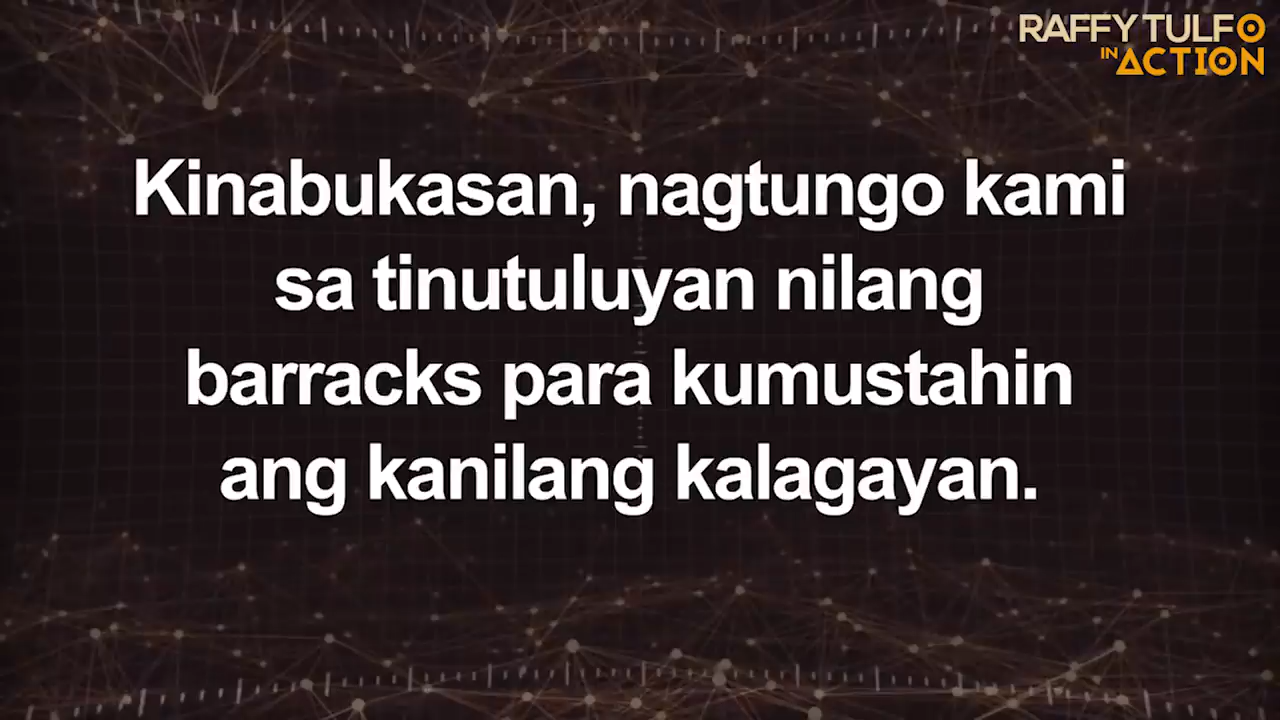 RAFFY TULFO
IN ACTION
Kinabukasan, nagtungo kami
sa tinutuluyan nilang
barracks para kumustahin
ang kanilang kalagayan.